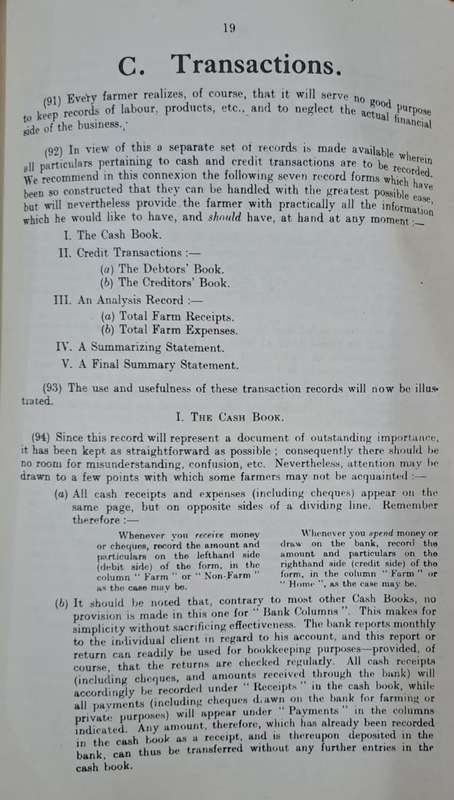 19
C. Transactions.
(91) Every farmer realizes, of course, that it will serve no good purpose
to keep records of labour, products, etc., and to neglect the actual financial
side of the business.
(92) In view of this a separate set of records is made available wherein
all particulars pertaining to cash and credit transactions are to be recorded.
We recommend in this connexion the following seven record forms which have
been so constructed that they can be handled with the greatest possible ease,
but will nevertheless provide the farmer with practically all the information
which he would like to have, and should have, at hand at any moment:—
I. The Cash Book.
II. Credit Transactions :—
(a) The Debtors' Book.
(b) The Creditors' Book.
III. An Analysis Record :—
(a) Total Farm Receipts.
(b) Total Farm Expenses.
IV. A Summarizing Statement.
V. A Final Summary Statement.
(93) The use and usefulness of these transaction records will now be illus-
trated.
I. The Cash Book.
(94) Since this record will represent a document of outstanding importance,
it has been kept as straightforward as possible ; consequently there should be
no room for misunderstanding, confusion, etc. Nevertheless, attention may be
drawn to a few points with which some farmers may not be acquainted :—
(a) All cash receipts and expenses (including cheques) appear on the
same page, but on opposite sides of a dividing line. Remember
therefore :—
Whenever you receive money
or cheques, record the amount and
particulars on the lefthand side
(debit side) of the form, in the
column " Farm " or " Non-Farm "
as the case may be.
Whenever you spend money or
draw on the bank, record the
amount and particulars on the
righthand side (credit side) of the
form, in the column " Farm " or
" Home ", as the case may be.
(b) It should be noted that, contrary to most other Cash Books, no
provision is made in this one for " Bank Columns ". This makes for
simplicity without sacrificing effectiveness. The bank reports monthly
to the individual client in regard to his account, and this report or
return can readily be used for bookkeeping purposes—provided, of
course, that the returns are checked regularly. All cash receipts
(including cheques, and amounts received through the bank) will
accordingly be recorded under " Receipts " in the cash book, while
all payments (including cheques drawn on the bank for farming or
private purposes) will appear under " Payments " in the columns
indicated. Any amount, therefore, which has already been recorded
in the cash book as a receipt, and is thereupon deposited in the
bank, can thus be transferred without any further entries in the
cash book.